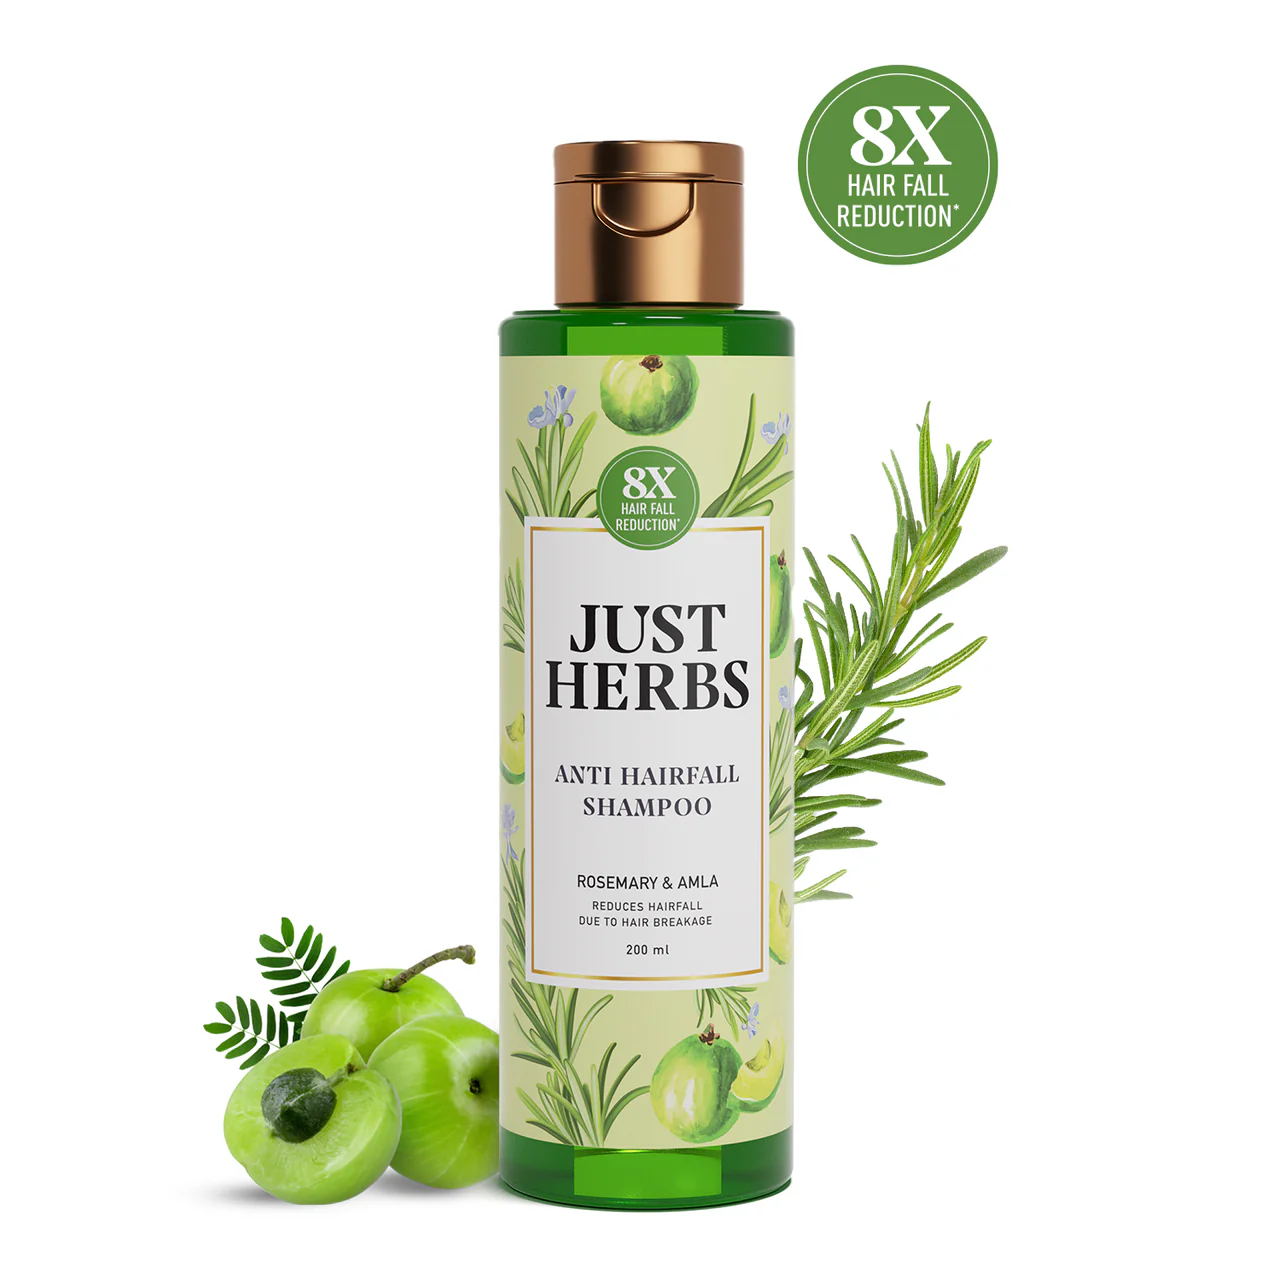 8X
HAIR FALL
REDUCTION*
8X
HAIR FALL
REDUCTION*
JUST
HERBS
ANTI HAIRFALL
SHAMPOO
ROSEMARY & AMLA
REDUCES HAIRFALL
DUE TO HAIR BREAKAGE
200 ml